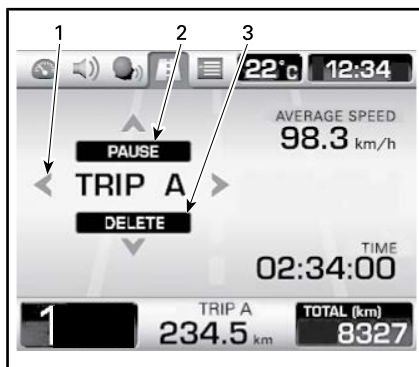 1 2 3
22°c 12:34
AVERAGE SPEED
98.3 km/h
PAUSE
TRIP A
DELETE
TIME
02:34:00
1
TRIP A
234.5 km
TOTAL (km)
8327